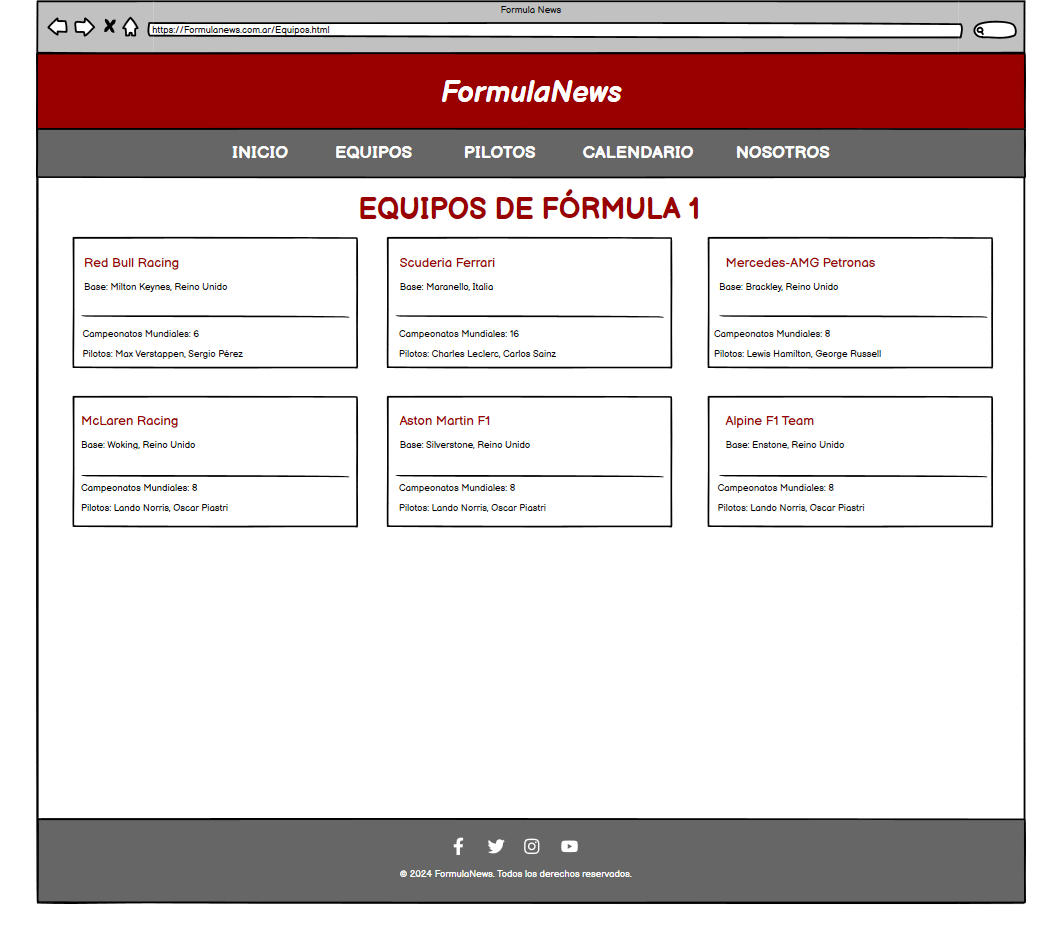 Formula News
https://Formulanews.com.ar/Equipos.html
FormulaNews
INICIO EQUIPOS PILOTOS CALENDARIO NOSOTROS
EQUIPOS DE FÓRMULA 1
Red Bull Racing
Base: Milton Keynes, Reino Unido
Campeonatos Mundiales: 6
Pilotos: Max Verstappen, Sergio Pérez
Scuderia Ferrari
Base: Maranello, Italia
Campeonatos Mundiales: 16
Pilotos: Charles Leclerc, Carlos Sainz
Mercedes-AMG Petronas
Base: Brackley, Reino Unido
Campeonatos Mundiales: 8
Pilotos: Lewis Hamilton, George Russell
McLaren Racing
Base: Woking, Reino Unido
Campeonatos Mundiales: 8
Pilotos: Lando Norris, Oscar Piastri
Aston Martin F1
Base: Silverstone, Reino Unido
Campeonatos Mundiales: 8
Pilotos: Lando Norris, Oscar Piastri
Alpine F1 Team
Base: Enstone, Reino Unido
Campeonatos Mundiales: 8
Pilotos: Lando Norris, Oscar Piastri
© 2024 FormulaNews. Todos los derechos reservados.